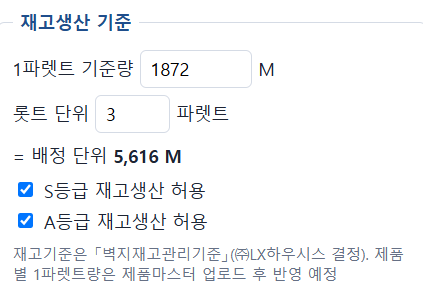 재고생산 기준
1파렛트 기준량 1872 M
롯트 단위 3 파렛트
= 배정 단위 5,616 M
S등급 재고생산 허용
A등급 재고생산 허용
재고기준은 「벽지재고관리기준」(㈜LX하우시스 결정). 제품
별 1파렛트량은 제품마스터 업로드 후 반영 예정